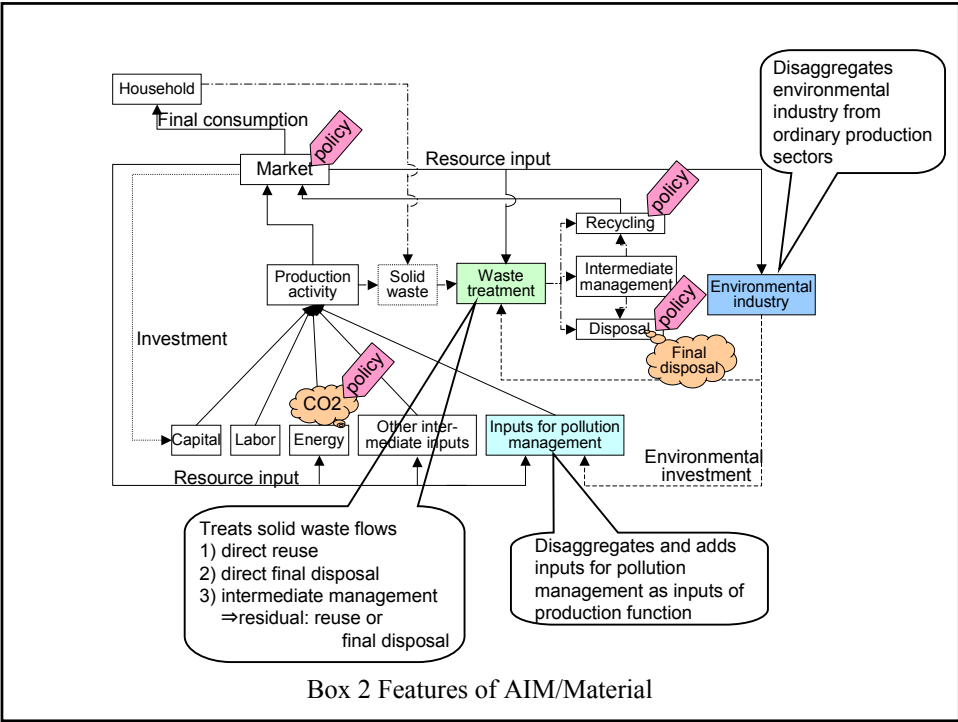 Household
Final consumption
policy
Market
Resource input
Disaggregates
environmental
industry from
ordinary production
sectors
policy
Recycling
Production
activity
Solid
waste
Waste
treatment
Intermediate
management
Environmental
industry
policy
Disposal
Final
disposal
Investment
policy
CO2
Capital
Labor
Energy
Other inter-
mediate inputs
Inputs for pollution
management
Environmental
investment
Resource input
Treats solid waste flows
1) direct reuse
2) direct final disposal
3) intermediate management
⇒residual: reuse or
final disposal
Disaggregates and adds
inputs for pollution
management as inputs of
production function
Box 2 Features of AIM/Material